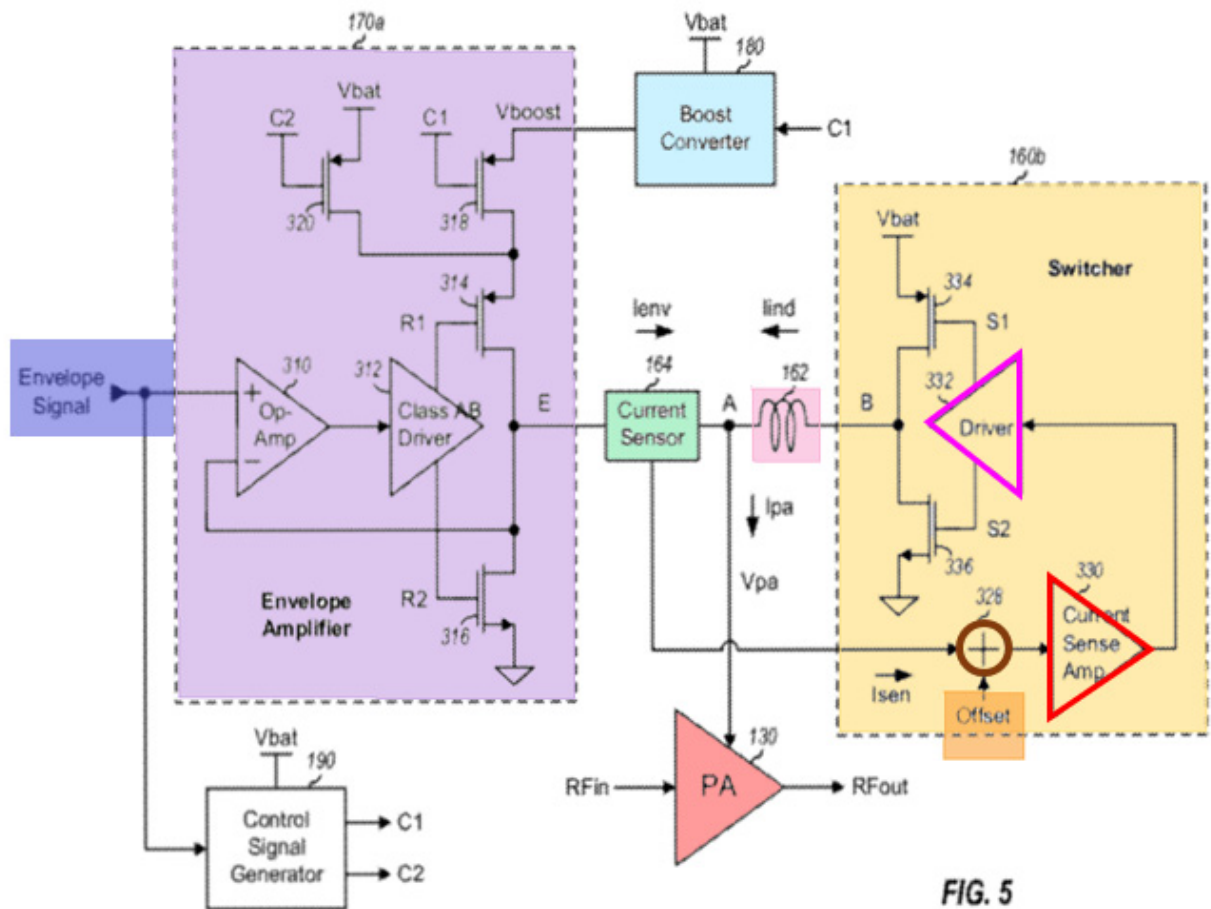 170a
Vbat
180
Vbat
C2
C1
Vboost
Boost
Converter
C1
160b
320
318
Vbat
Switcher
314
334
R1
Ienv
Iind
S1
Envelope
Signal
310
+
Op-
Amp
−
312
Class AB
Driver
E
164
Current
Sensor
A
162
B
332
Driver
Ipa
S2
336
Vpa
Envelope
Amplifier
R2
316
328
+
330
Current
Sense
Amp
Isen
Offset
Vbat
190
130
RFin
PA
RFout
Control
Signal
Generator
C1
C2
FIG. 5